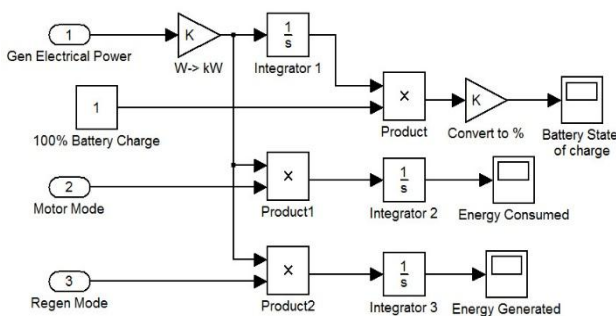 1
Gen Electrical Power
K
W-> kW
1
s
Integrator 1
1
100% Battery Charge
X
Product
K
Convert to %
Battery State
of charge
2
Motor Mode
X
Product1
1
s
Integrator 2
Energy Consumed
3
Regen Mode
X
Product2
1
s
Integrator 3
Energy Generated